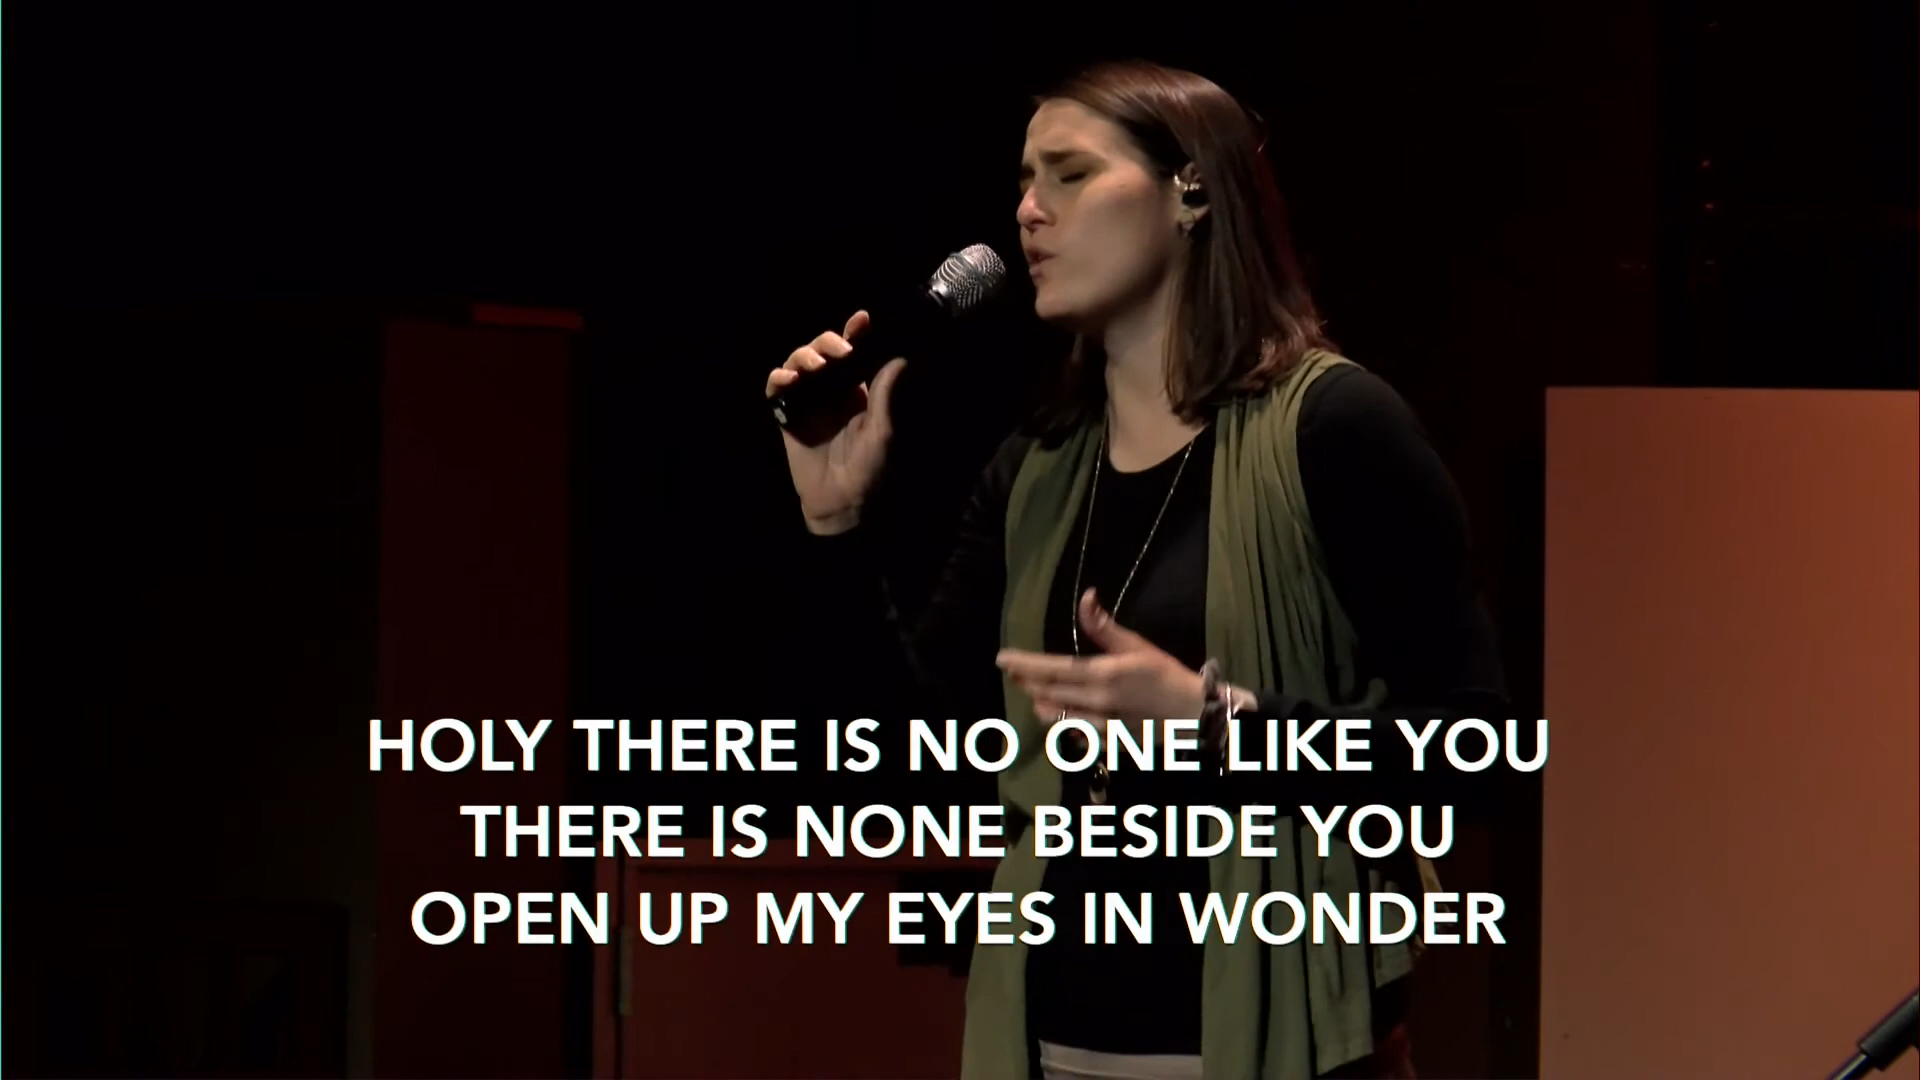 HOLY THERE IS NO ONE LIKE YOU
THERE IS NONE BESIDE YOU
OPEN UP MY EYES IN WONDER